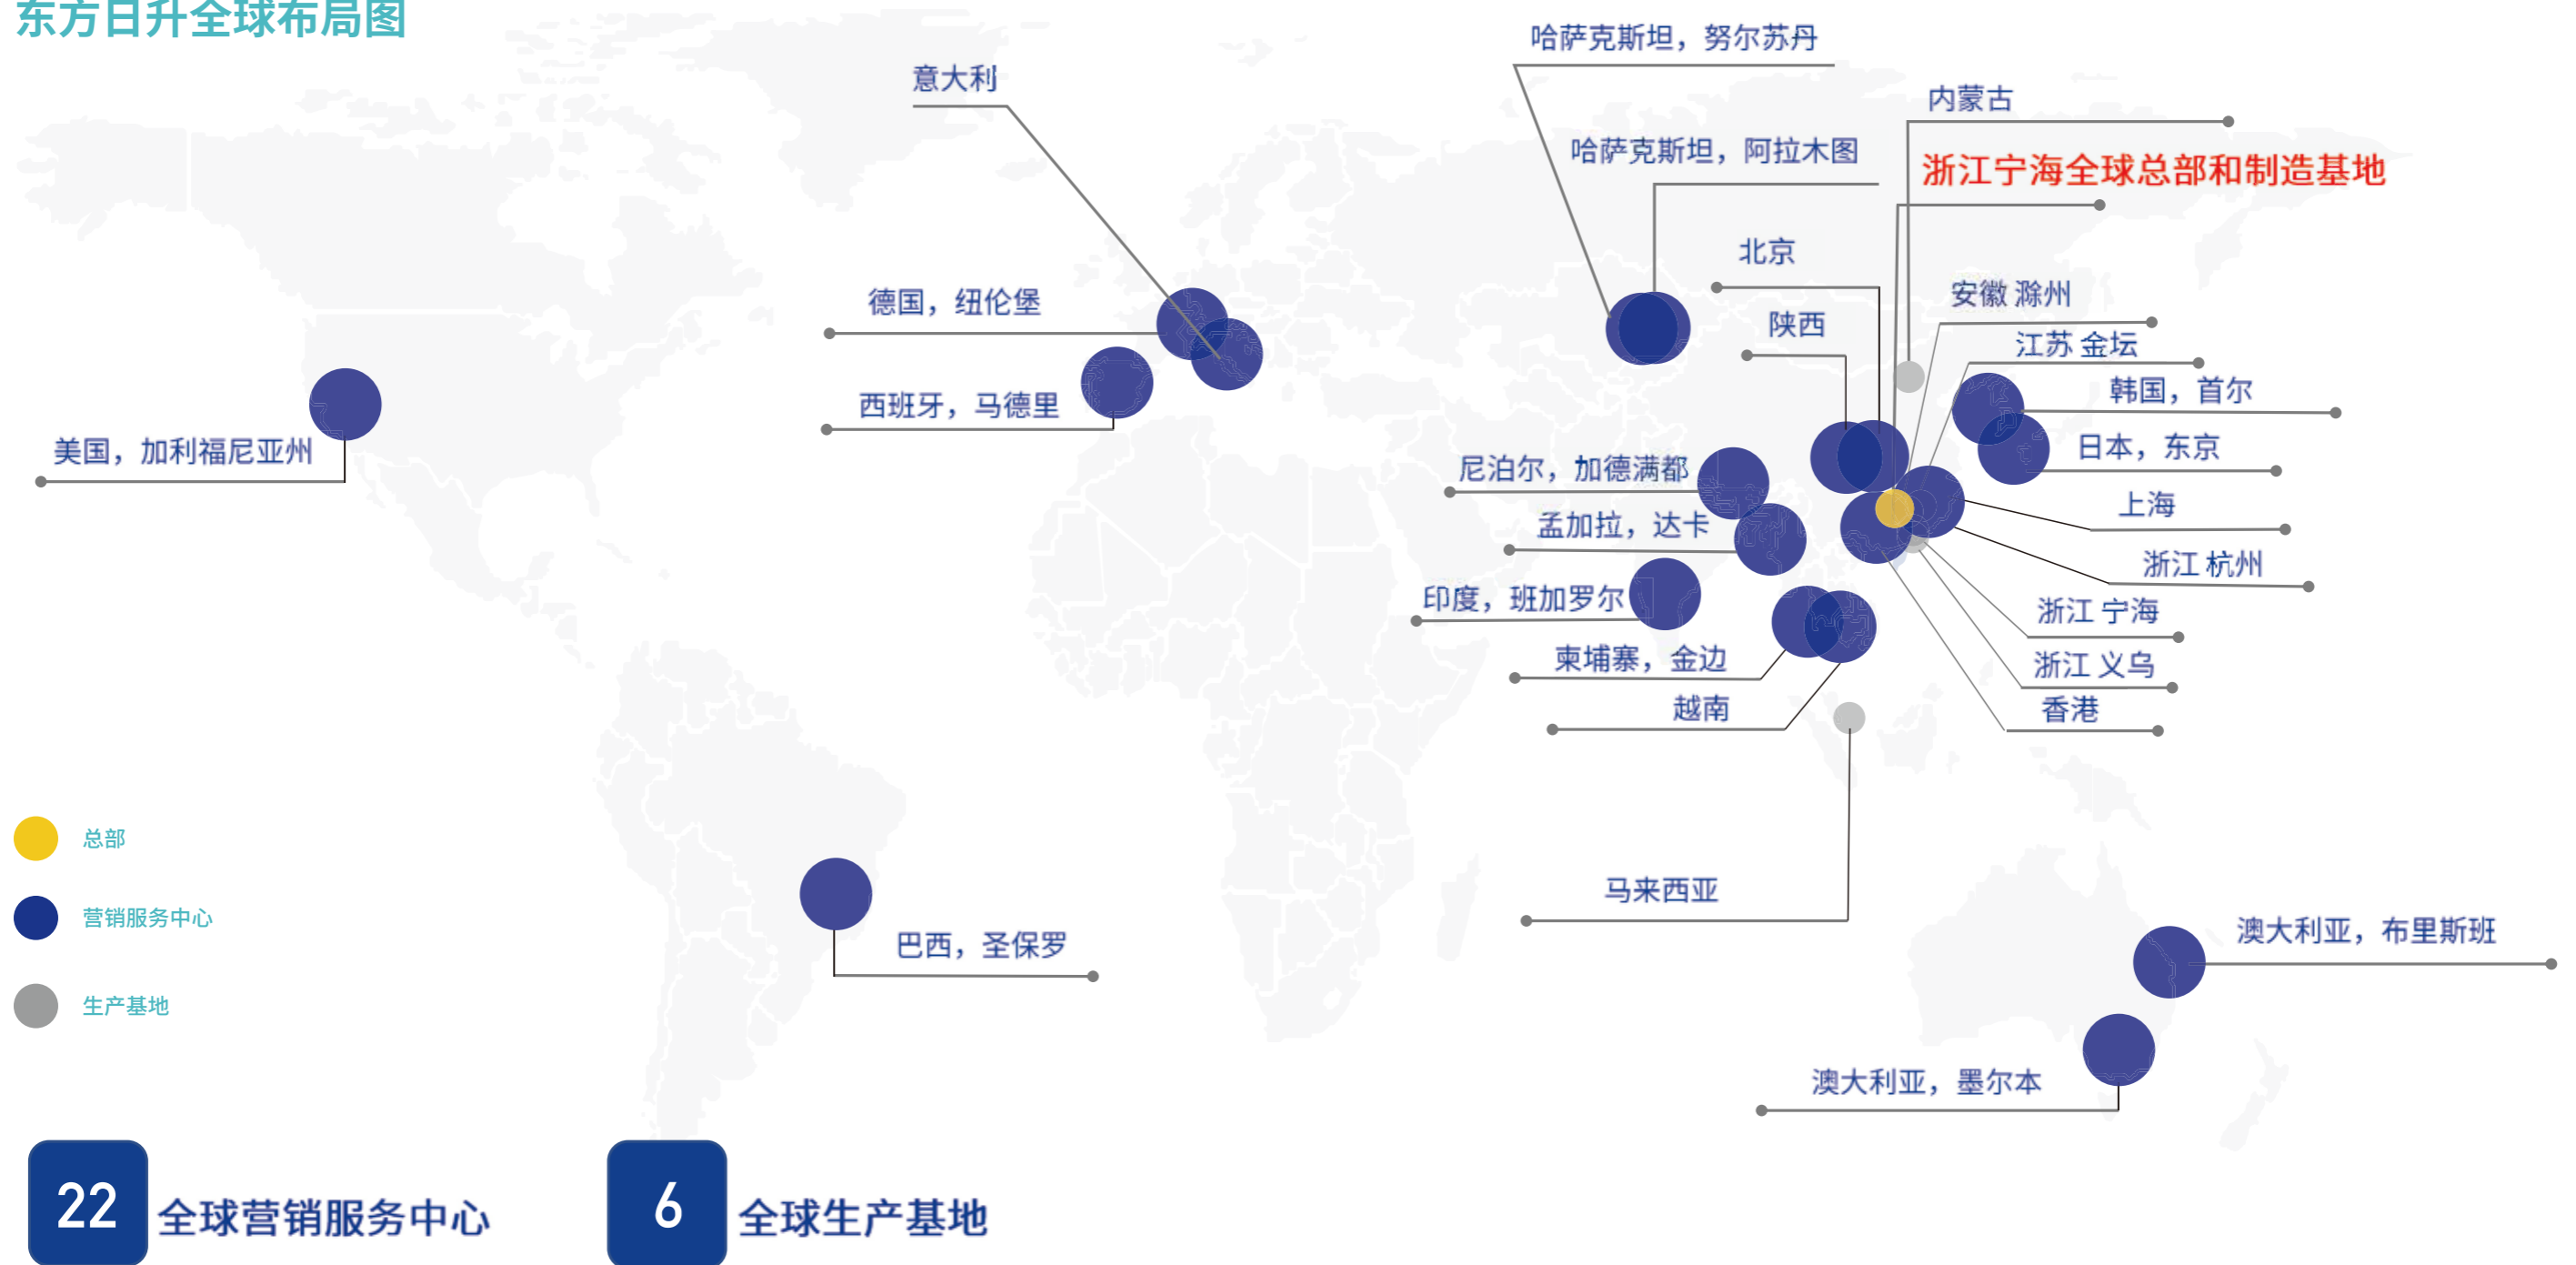 东方日升全球布局图
哈萨克斯坦，努尔苏丹
意大利
内蒙古
哈萨克斯坦，阿拉木图
浙江宁海全球总部和制造基地
北京
德国，纽伦堡
安徽 滁州
陕西
江苏 金坛
西班牙，马德里
韩国，首尔
美国，加利福尼亚州
日本，东京
尼泊尔，加德满都
上海
孟加拉，达卡
浙江 杭州
印度，班加罗尔
浙江 宁海
柬埔寨，金边
浙江 义乌
越南
香港
总部
马来西亚
营销服务中心
澳大利亚，布里斯班
巴西，圣保罗
生产基地
澳大利亚，墨尔本
22 全球营销服务中心
6 全球生产基地